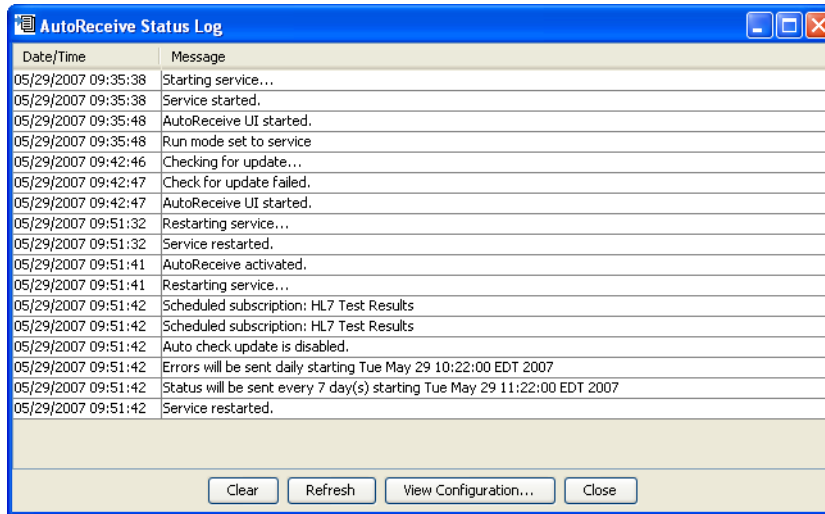 AutoReceive Status Log
Date/Time Message
05/29/2007 09:35:38 Starting service...
05/29/2007 09:35:38 Service started.
05/29/2007 09:35:48 AutoReceive UI started.
05/29/2007 09:35:48 Run mode set to service
05/29/2007 09:42:46 Checking for update...
05/29/2007 09:42:47 Check for update failed.
05/29/2007 09:42:47 AutoReceive UI started.
05/29/2007 09:51:32 Restarting service...
05/29/2007 09:51:32 Service restarted.
05/29/2007 09:51:41 AutoReceive activated.
05/29/2007 09:51:41 Restarting service...
05/29/2007 09:51:42 Scheduled subscription: HL7 Test Results
05/29/2007 09:51:42 Scheduled subscription: HL7 Test Results
05/29/2007 09:51:42 Auto check update is disabled.
05/29/2007 09:51:42 Errors will be sent daily starting Tue May 29 10:22:00 EDT 2007
05/29/2007 09:51:42 Status will be sent every 7 day(s) starting Tue May 29 11:22:00 EDT 2007
05/29/2007 09:51:42 Service restarted.
Clear Refresh View Configuration... Close